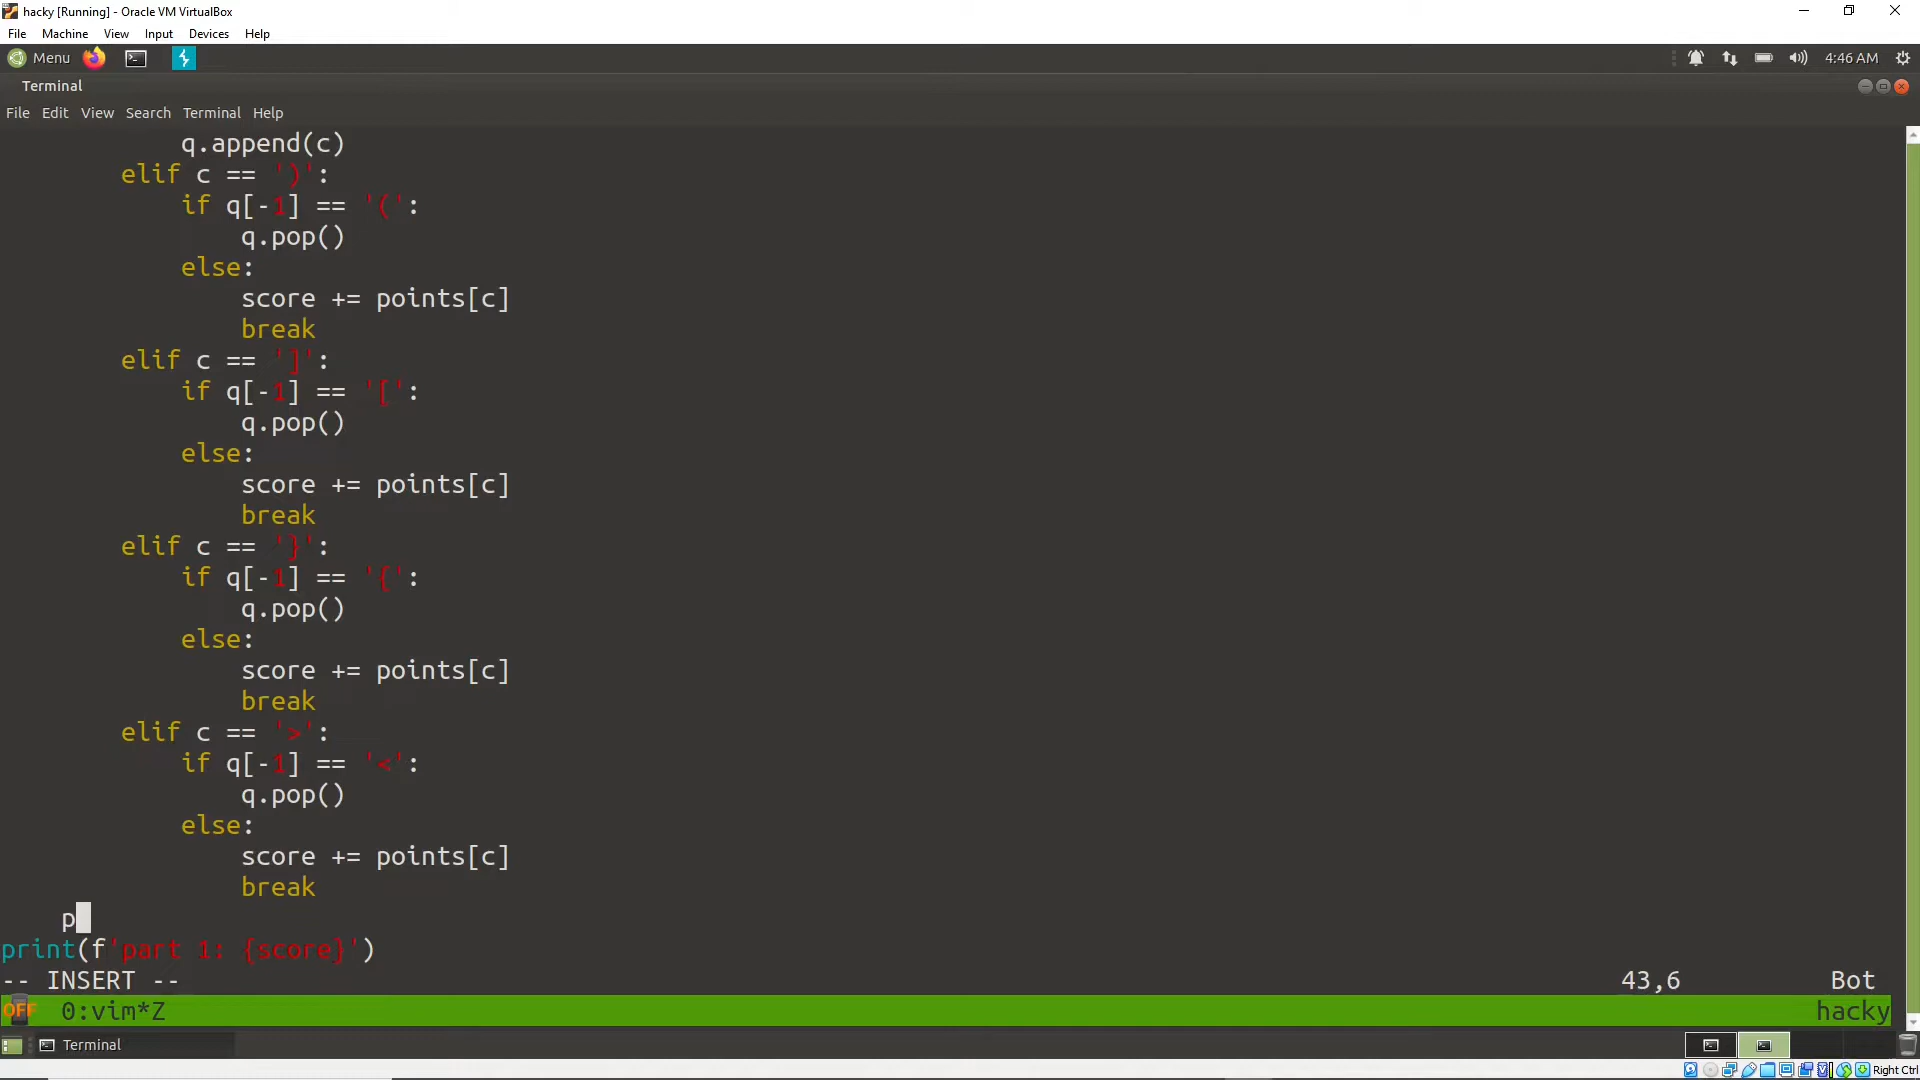 hacky [Running] - Oracle VM VirtualBox
File Machine View Input Devices Help
Menu 4:46 AM
Terminal
File Edit View Search Terminal Help
            q.append(c)
        elif c == ')':
            if q[-1] == '(':
                q.pop()
            else:
                score += points[c]
                break
        elif c == ']':
            if q[-1] == '[':
                q.pop()
            else:
                score += points[c]
                break
        elif c == '}':
            if q[-1] == '{':
                q.pop()
            else:
                score += points[c]
                break
        elif c == '>':
            if q[-1] == '<':
                q.pop()
            else:
                score += points[c]
                break
    p
print(f'part 1: {score}')
-- INSERT -- 43,6 Bot
OFF 0:vim*Z hacky
Terminal
Right Ctrl